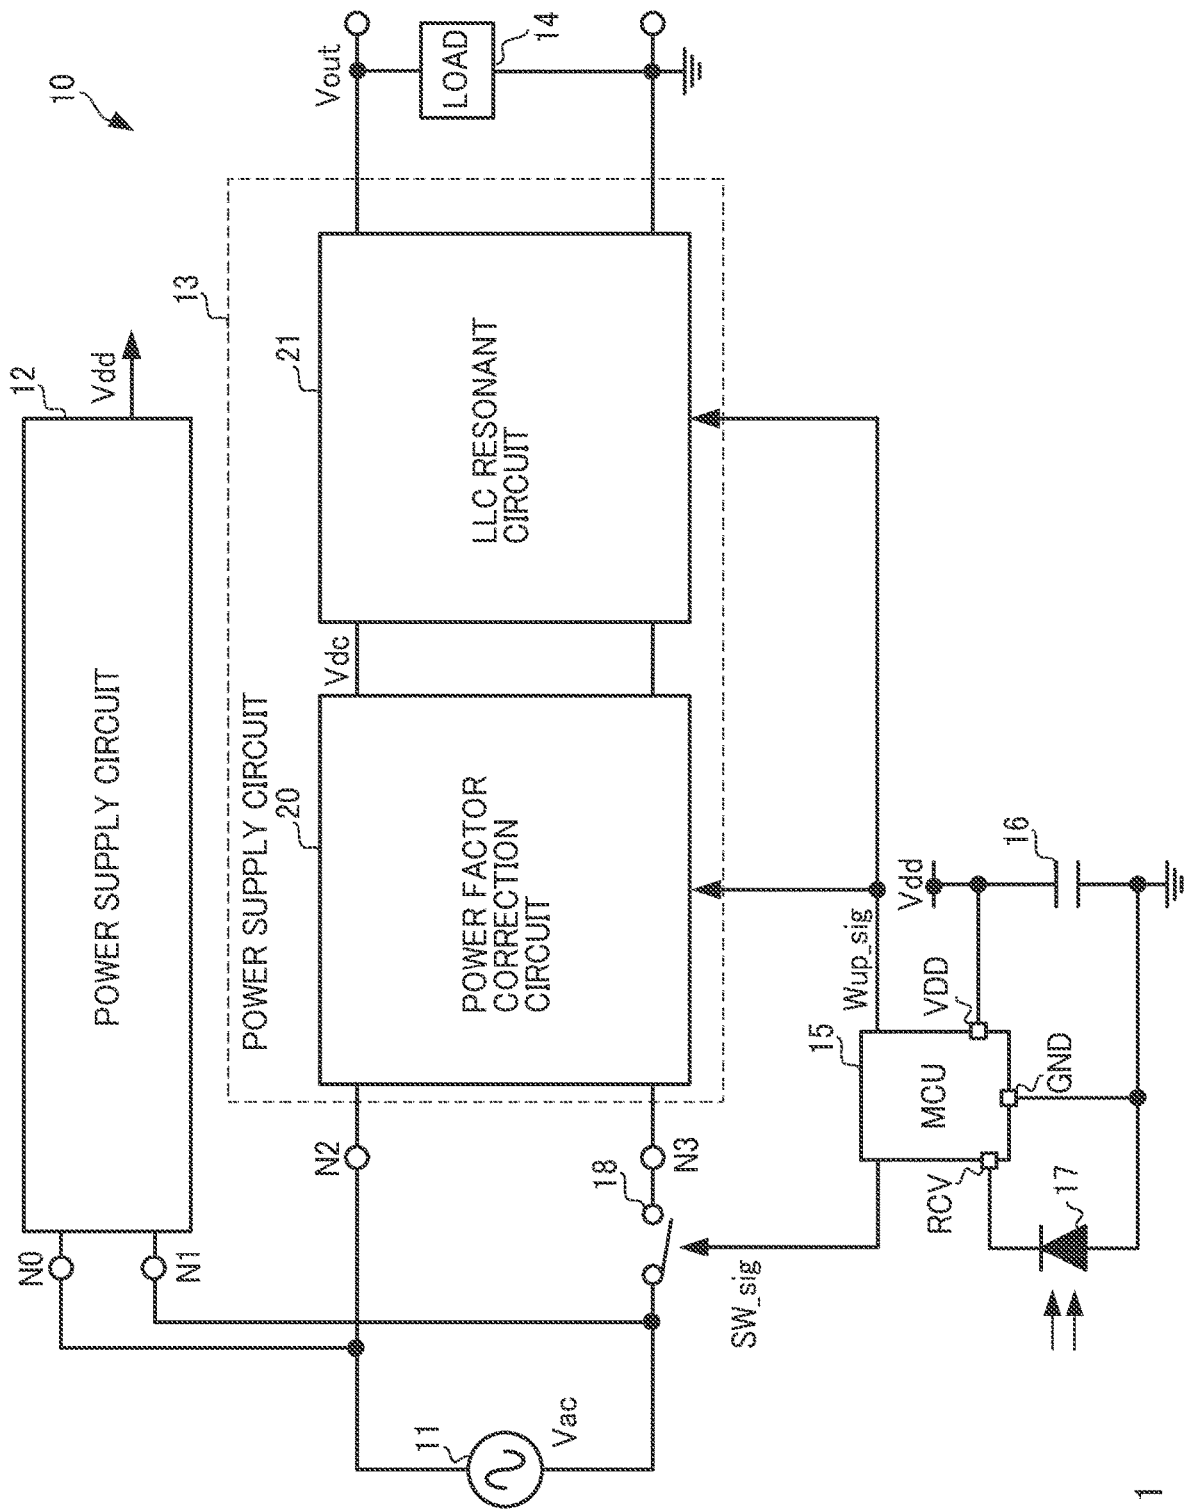 10
12
POWER SUPPLY CIRCUIT
Vdd
N0
N1
13
POWER SUPPLY CIRCUIT
20
POWER FACTOR
CORRECTION
CIRCUIT
Vdc
21
LLC RESONANT
CIRCUIT
Vout
LOAD
14
11
Vac
N2
N3
18
SW_sig
Wup_sig
15
MCU
VDD
GND
RCV
Vdd
16
17
1